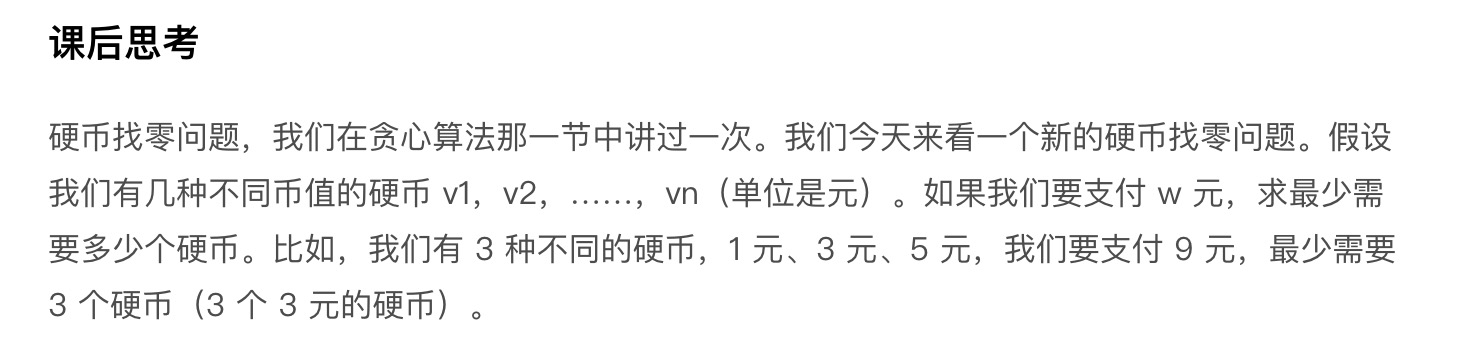 课后思考
硬币找零问题，我们在贪心算法那一节中讲过一次。我们今天来看一个新的硬币找零问题。假设
我们有几种不同币值的硬币 v1，v2，……，vn（单位是元）。如果我们要支付 w 元，求最少需
要多少个硬币。比如，我们有 3 种不同的硬币，1 元、3 元、5 元，我们要支付 9 元，最少需要
3 个硬币（3 个 3 元的硬币）。